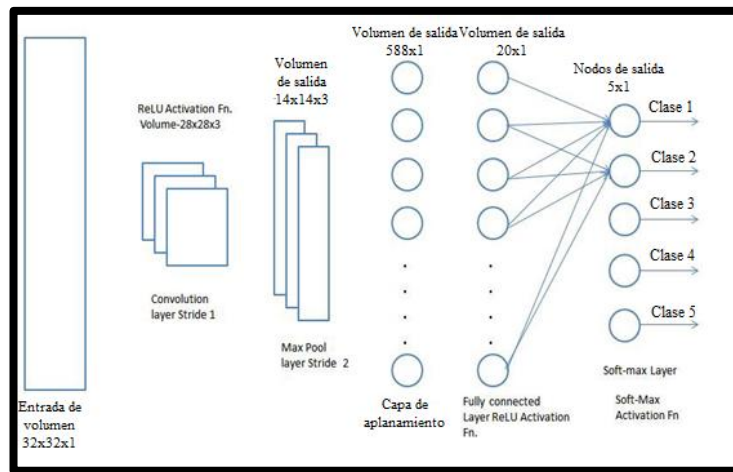 Volumen de salida
588x1
Volumen de salida
20x1
Volumen
de salida
14x14x3
Nodos de salida
5x1
ReLU Activation Fn.
Volume-28x28x3
Clase 1
Clase 2
Clase 3
Clase 4
Clase 5
Convolution
layer Stride 1
Max Pool
layer Stride 2
Soft-max Layer
Soft-Max
Activation Fn
Entrada de
volumen
32x32x1
Capa de
aplanamiento
Fully connected
Layer ReLU Activation
Fn.